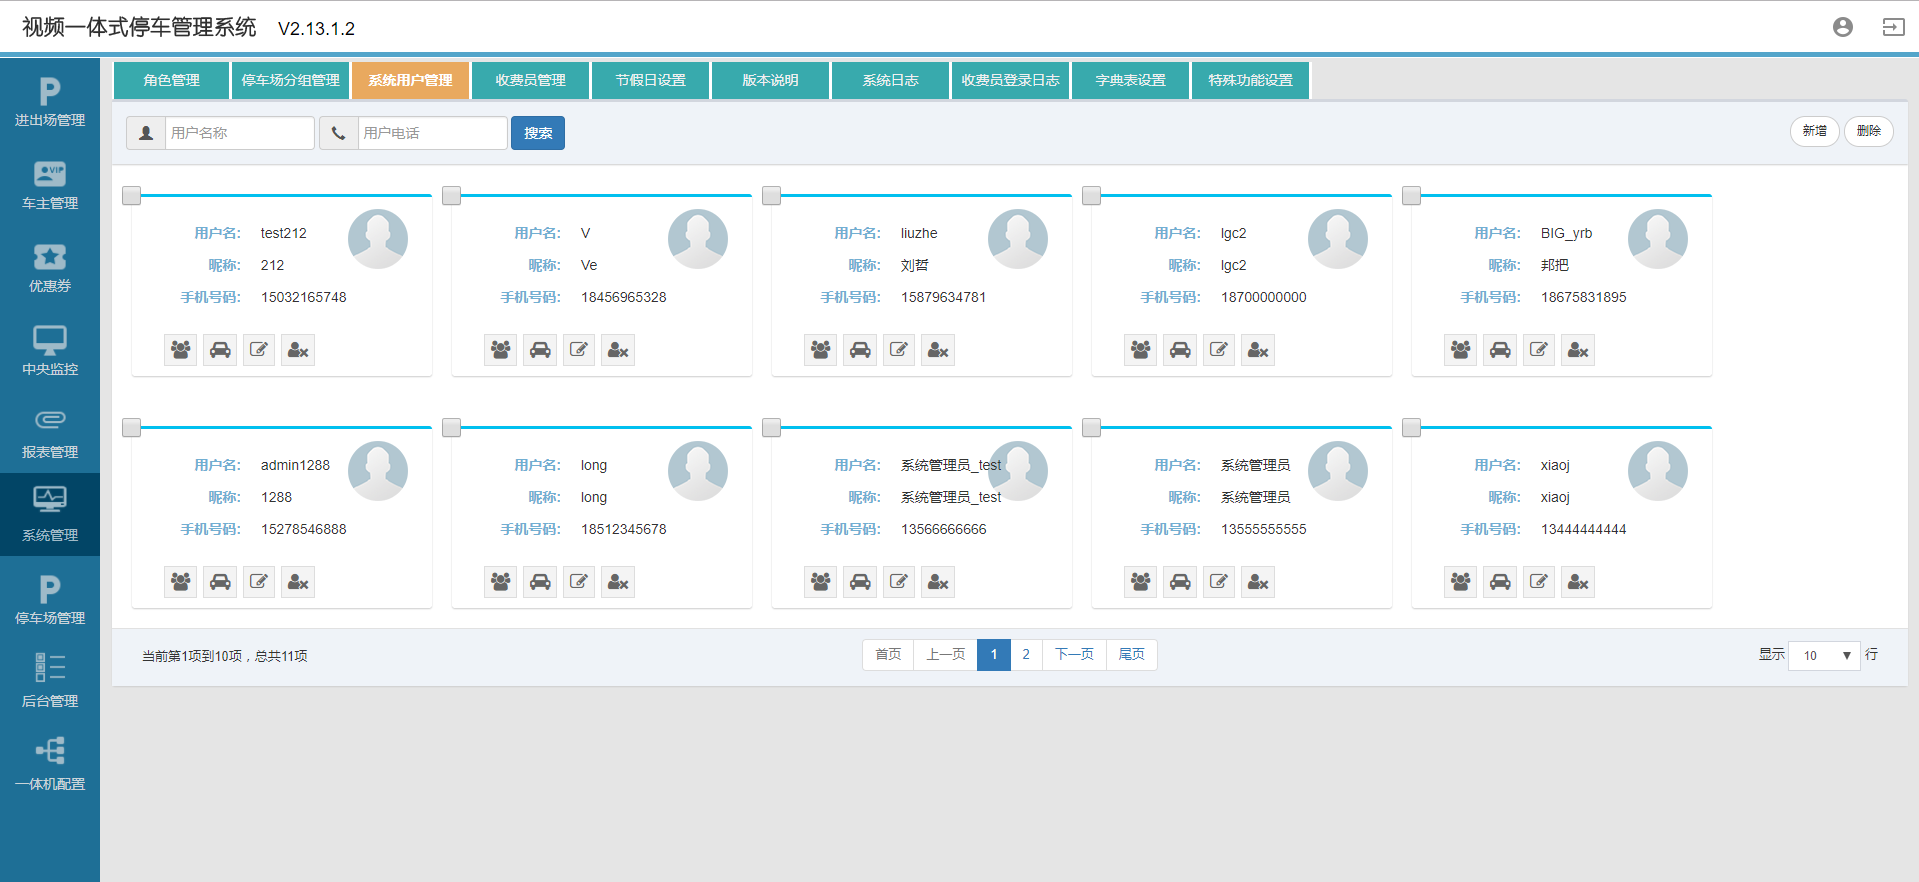 视频一体式停车管理系统 V2.13.1.2
进出场管理
车主管理
优惠券
中央监控
报表管理
系统管理
停车场管理
后台管理
一体机配置
角色管理 停车场分组管理 系统用户管理 收费员管理 节假日设置 版本说明 系统日志 收费员登录日志 字典表设置 特殊功能设置
用户名称 用户电话 搜索 新增 删除
用户名: test212
昵称: 212
手机号码: 15032165748
用户名: V
昵称: Ve
手机号码: 18456965328
用户名: liuzhe
昵称: 刘哲
手机号码: 15879634781
用户名: lgc2
昵称: lgc2
手机号码: 18700000000
用户名: BIG_yrb
昵称: 邦把
手机号码: 18675831895
用户名: admin1288
昵称: 1288
手机号码: 15278546888
用户名: long
昵称: long
手机号码: 18512345678
用户名: 系统管理员_test
昵称: 系统管理员_test
手机号码: 13566666666
用户名: 系统管理员
昵称: 系统管理员
手机号码: 13555555555
用户名: xiaoj
昵称: xiaoj
手机号码: 13444444444
当前第1项到10项，总共11项 首页 上一页 1 2 下一页 尾页 显示 10 行